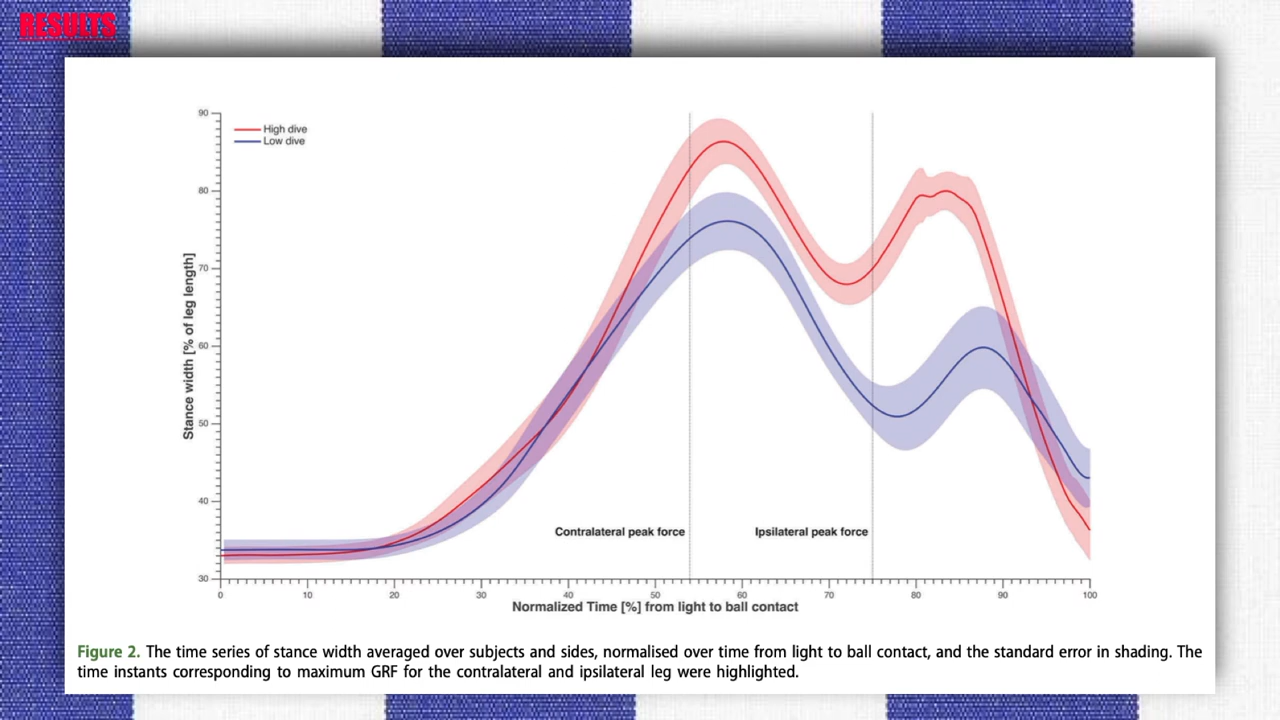 RESULTS
90
High dive
Low dive
80
70
60
50
40
30
Stance width [% of leg length]
Contralateral peak force
Ipsilateral peak force
0 10 20 30 40 50 60 70 80 90 100
Normalized Time [%] from light to ball contact
Figure 2. The time series of stance width averaged over subjects and sides, normalised over time from light to ball contact, and the standard error in shading. The
time instants corresponding to maximum GRF for the contralateral and ipsilateral leg were highlighted.